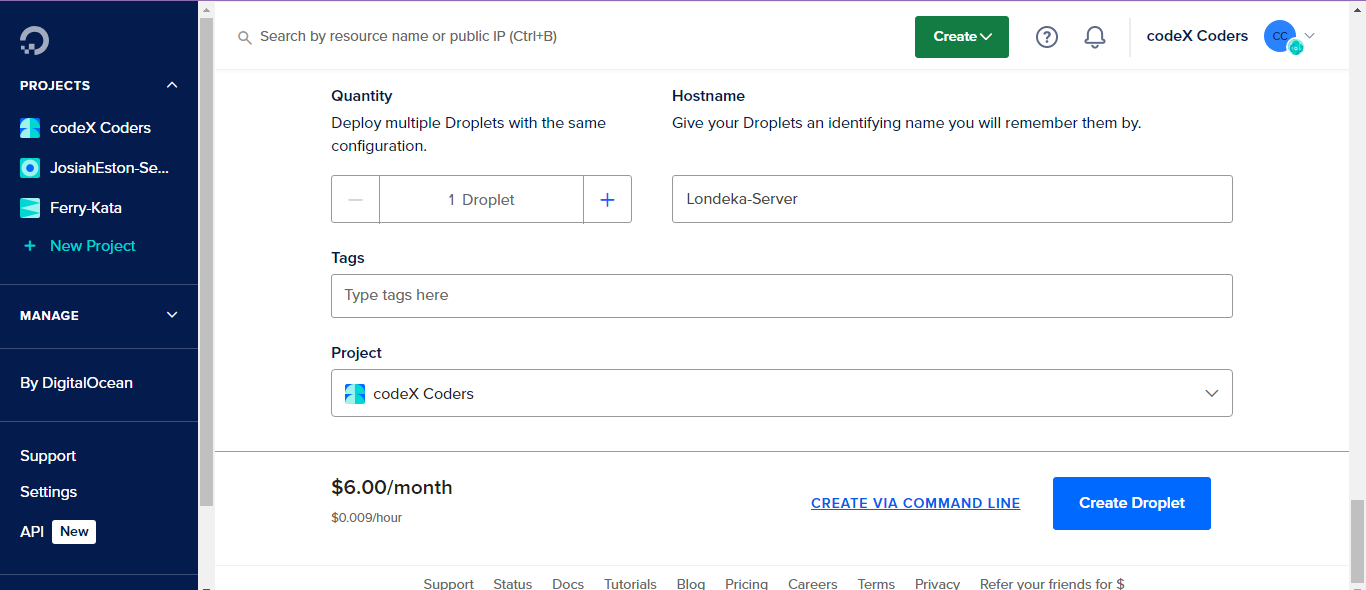 Search by resource name or public IP (Ctrl+B)
Create
?
codeX Coders
CC
PROJECTS
codeX Coders
JosiahEston-Se...
Ferry-Kata
+ New Project
MANAGE
By DigitalOcean
Support
Settings
API New
Quantity
Deploy multiple Droplets with the same
configuration.
1 Droplet
Hostname
Give your Droplets an identifying name you will remember them by.
Londeka-Server
Tags
Type tags here
Project
codeX Coders
$6.00/month
$0.009/hour
CREATE VIA COMMAND LINE
Create Droplet
Support Status Docs Tutorials Blog Pricing Careers Terms Privacy Refer your friends for $